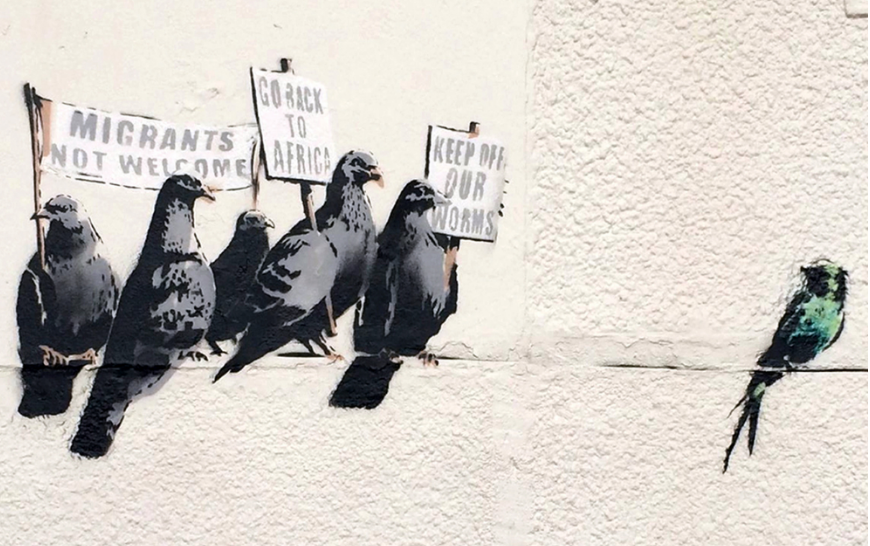 MIGRANTS
NOT WELCOME
GO BACK
TO
AFRICA
KEEP OFF
OUR
WORMS